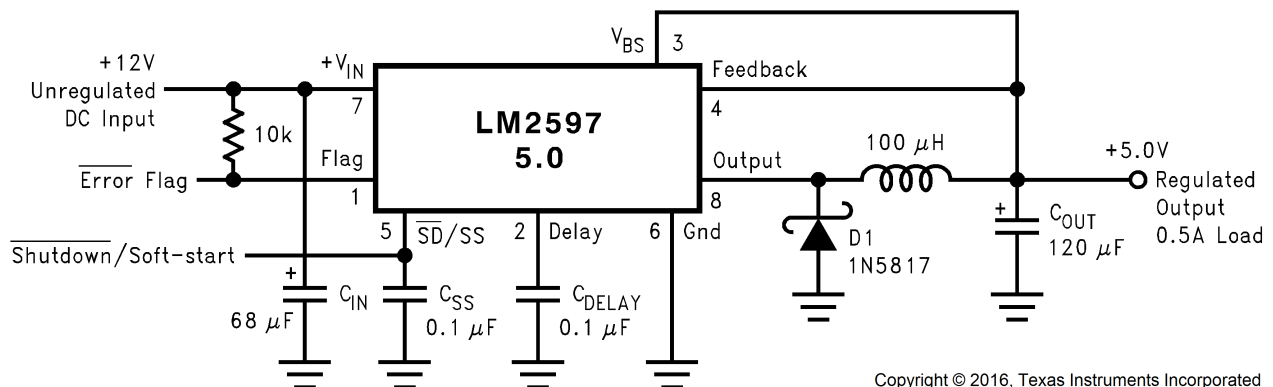 V_BS 3
+12V
Unregulated
DC Input
+V_IN
7
Feedback
4
LM2597
5.0
10k
Flag
1
Error Flag
Output
8
100 µH
+5.0V
Regulated
Output
0.5A Load
5 SD/SS
2 Delay
6 Gnd
Shutdown/Soft-start
D1
1N5817
+
C_OUT
120 µF
+
C_IN
68 µF
C_SS
0.1 µF
C_DELAY
0.1 µF
Copyright © 2016, Texas Instruments Incorporated